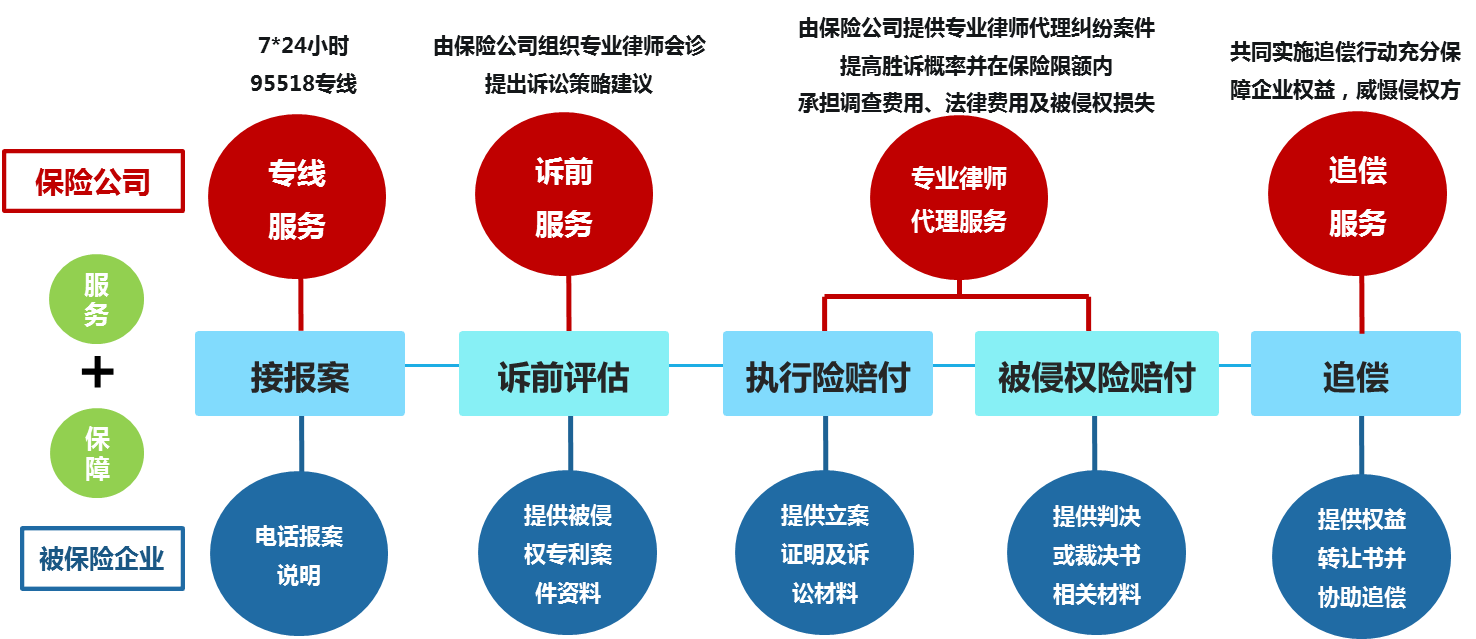 7*24小时
95518专线
由保险公司组织专业律师会诊
提出诉讼策略建议
由保险公司提供专业律师代理纠纷案件
提高胜诉概率并在保险限额内
承担调查费用、法律费用及被侵权损失
共同实施追偿行动充分保
障企业权益，威慑侵权方
保险公司
专线
服务
诉前
服务
专业律师
代理服务
追偿
服务
服
务
+
保
障
接报案
诉前评估
执行险赔付
被侵权险赔付
追偿
被保险企业
电话报案
说明
提供被侵
权专利案
件资料
提供立案
证明及诉
讼材料
提供判决
或裁决书
相关材料
提供权益
转让书并
协助追偿